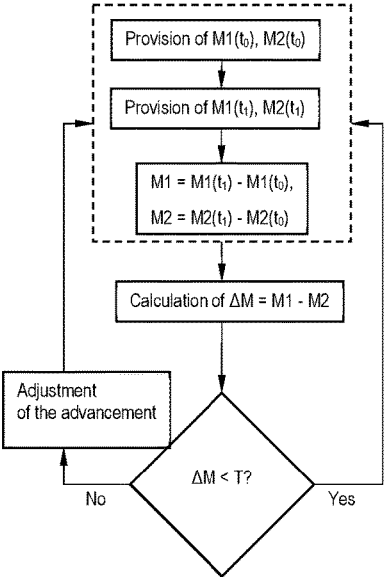 Provision of M1(t₀), M2(t₀)
Provision of M1(t₁), M2(t₁)
M1 = M1(t₁) - M1(t₀),
M2 = M2(t₁) - M2(t₀)
Calculation of ΔM = M1 - M2
Adjustment
of the advancement
ΔM < T?
No
Yes